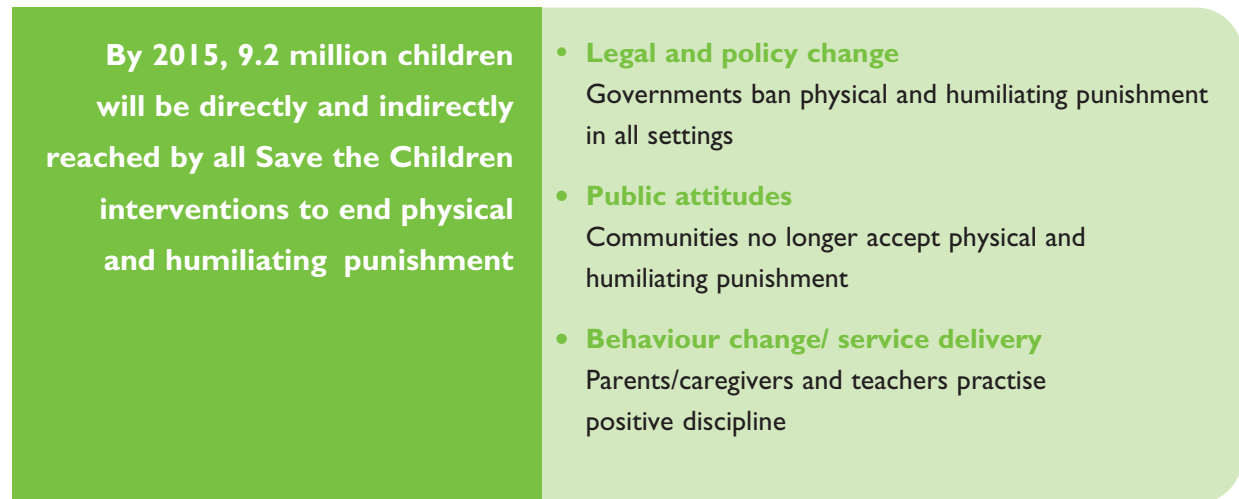 By 2015, 9.2 million children
will be directly and indirectly
reached by all Save the Children
interventions to end physical
and humiliating punishment
• Legal and policy change
Governments ban physical and humiliating punishment
in all settings
• Public attitudes
Communities no longer accept physical and
humiliating punishment
• Behaviour change/ service delivery
Parents/caregivers and teachers practise
positive discipline